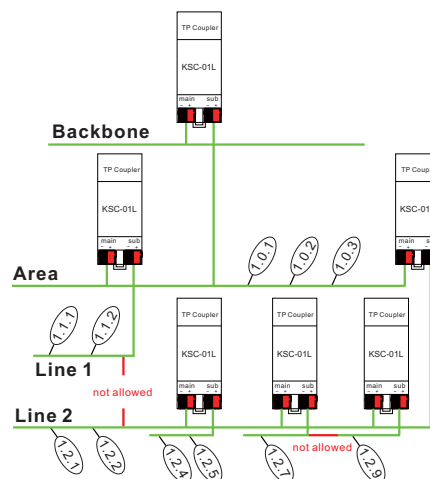 TP Coupler
KSC-01L
main sub
- + - +
Backbone
TP Coupler
KSC-01L
main sub
- + - +
TP Coupler
KSC-01
main
- +
1.0.1
1.0.2
1.0.3
Area
1.1.1
1.1.2
Line 1
TP Coupler
KSC-01L
main sub
- + - +
TP Coupler
KSC-01L
main sub
- + - +
TP Coupler
KSC-01L
main sub
- + - +
not allowed
Line 2
1.2.1
1.2.2
1.2.4
1.2.5
1.2.7
not allowed
1.2.9